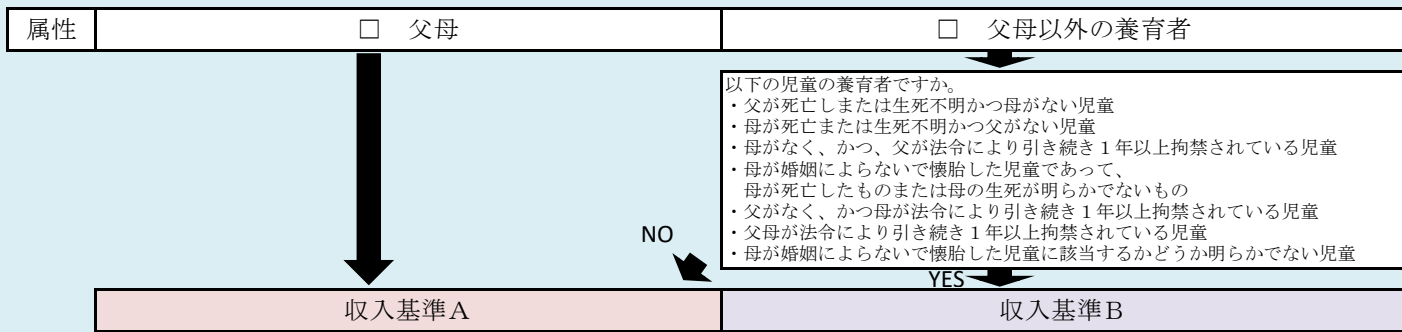 属性
□　父母
□　父母以外の養育者
以下の児童の養育者ですか。
・父が死亡しまたは生死不明かつ母がない児童
・母が死亡または生死不明かつ父がない児童
・母がなく、かつ、父が法令により引き続き１年以上拘禁されている児童
・母が婚姻によらないで懐胎した児童であって、
　母が死亡したものまたは母の生死が明らかでないもの
・父がなく、かつ母が法令により引き続き１年以上拘禁されている児童
・父母が法令により引き続き１年以上拘禁されている児童
・母が婚姻によらないで懐胎した児童に該当するかどうか明らかでない児童
NO
YES
収入基準Ａ
収入基準Ｂ